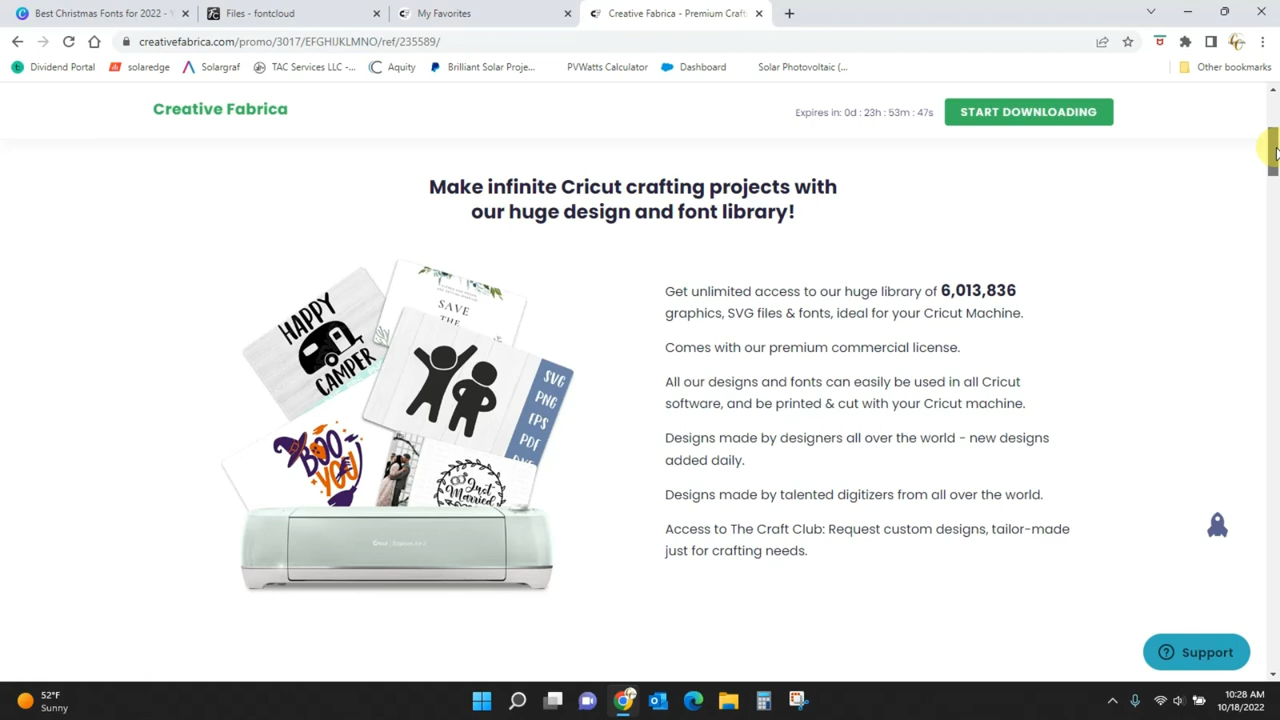 Best Christmas Fonts for 2022 -
Files - fontcloud
My Favorites
Creative Fabrica - Premium Craft
creativefabrica.com/promo/3017/EFGHIJKLMNO/ref/235589/
Dividend Portal
solaredge
Solargraf
TAC Services LLC -...
Aquity
Brilliant Solar Proje...
PVWatts Calculator
Dashboard
Solar Photovoltaic (...
Other bookmarks
Creative Fabrica
Expires in: 0d : 23h : 53m : 47s
START DOWNLOADING
Make infinite Cricut crafting projects with
our huge design and font library!
HAPPY
CAMPER
SAVE
THE
SVG
PNG
EPS
PDF
BOO
YOU
Just
Married
Get unlimited access to our huge library of 6,013,836
graphics, SVG files & fonts, ideal for your Cricut Machine.
Comes with our premium commercial license.
All our designs and fonts can easily be used in all Cricut
software, and be printed & cut with your Cricut machine.
Designs made by designers all over the world - new designs
added daily.
Designs made by talented digitizers from all over the world.
Access to The Craft Club: Request custom designs, tailor-made
just for crafting needs.
Support
52°F
Sunny
10:28 AM
10/18/2022